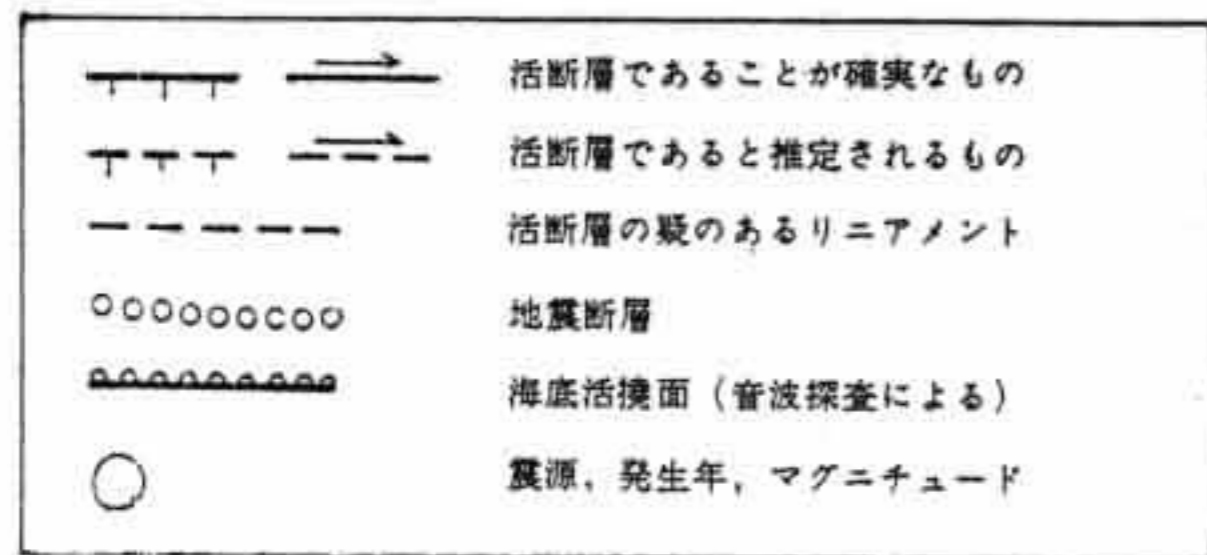 活断層であることが確実なもの
活断層であると推定されるもの
活断層の疑のあるリニアメント
地震断層
海底活撓面（音波探査による）
震源，発生年，マグニチュード